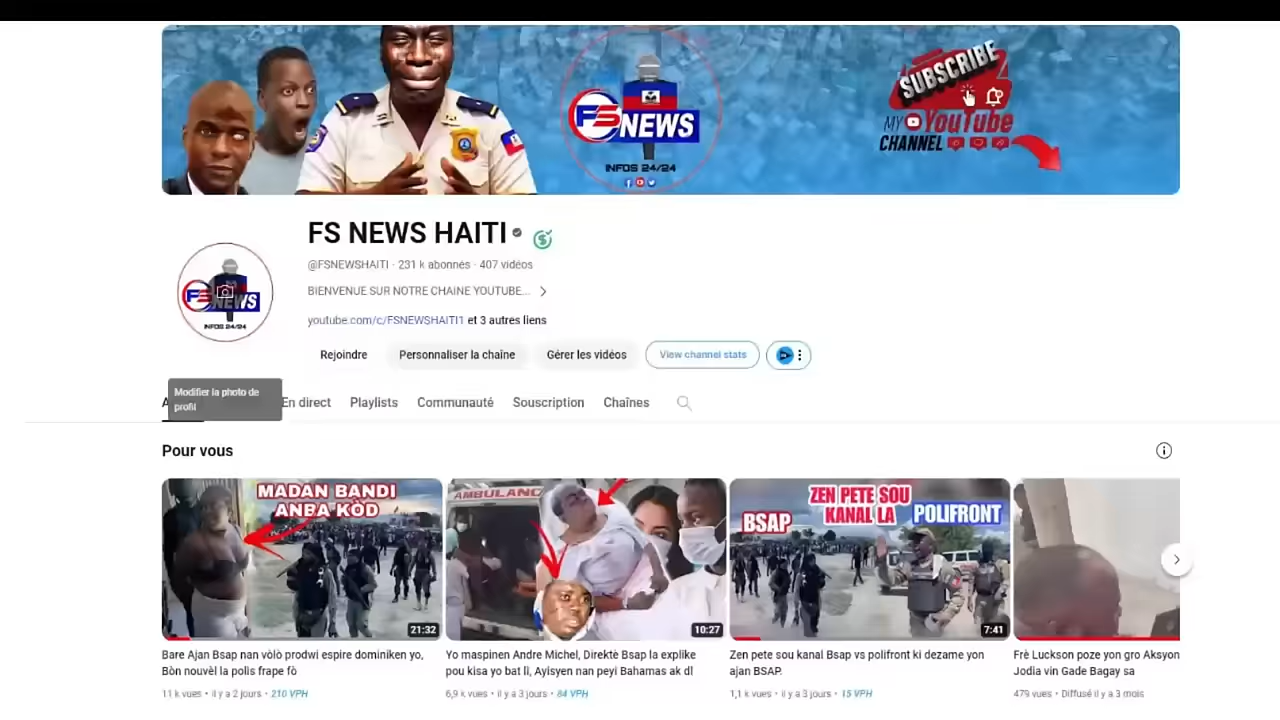 SUBSCRIBE
MY YouTube
CHANNEL
FS NEWS
INFOS 24/24
FS NEWS HAITI
@FSNEWSHAITI · 231 k abonnés · 407 vidéos
BIENVENUE SUR NOTRE CHAINE YOUTUBE...
youtube.com/c/FSNEWSHAITI1 et 3 autres liens
FS NEWS
INFOS 24/24
Rejoindre
Personnaliser la chaîne
Gérer les vidéos
View channel stats
Modifier la photo de
profil
A
En direct
Playlists
Communauté
Souscription
Chaînes
Pour vous
MADAN BANDI
ANBA KÒD
21:32
AMBULANC
10:27
ZEN PETE SOU
KANAL LA
BSAP
POLIFRONT
7:41
Bare Ajan Bsap nan vòlò prodwi espire dominiken yo,
Bòn nouvèl la polis frape fò
11 k vues • il y a 2 jours • 210 VPH
Yo maspinen Andre Michel, Direktè Bsap la eksplike
pou kisa yo bat li, Ayisyen nan peyi Bahamas ak dl
6,9 k vues • il y a 3 jours • 84 VPH
Zen pete sou kanal Bsap vs polifront ki dezame yon
ajan BSAP.
1,1 k vues • il y a 3 jours • 15 VPH
Frè Luckson poze yon gro Aksyon
Jodia vin Gade Bagay sa
479 vues • Diffusé il y a 3 mois